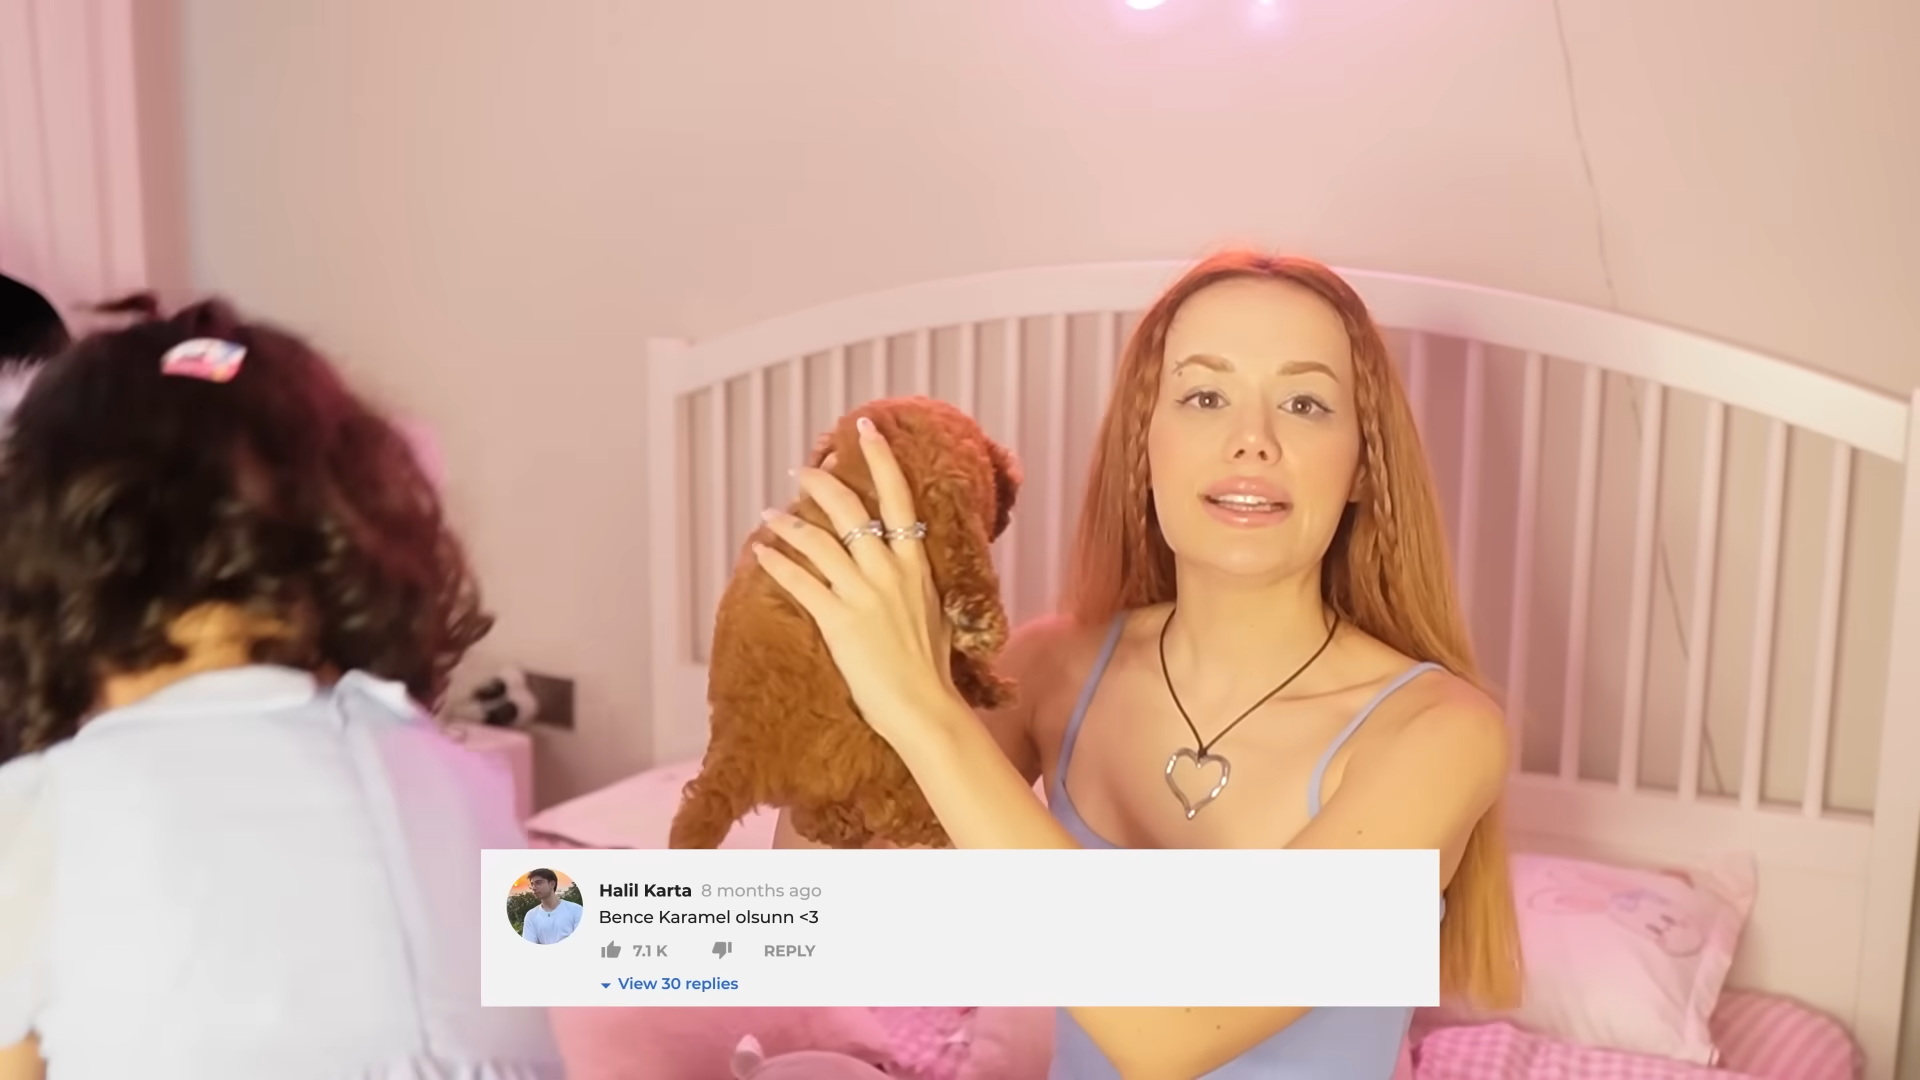 Halil Karta 8 months ago
Bence Karamel olsunn <3
7.1 K REPLY
View 30 replies